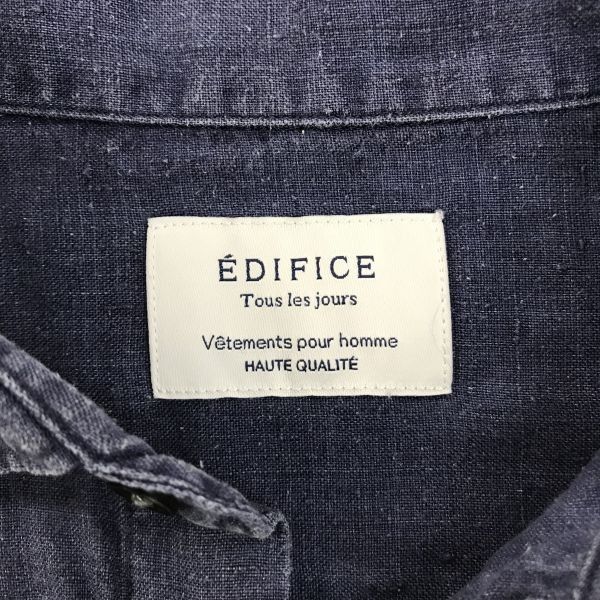 ÉDIFICE
Tous les jours
Vêtements pour homme
HAUTE QUALITÉ